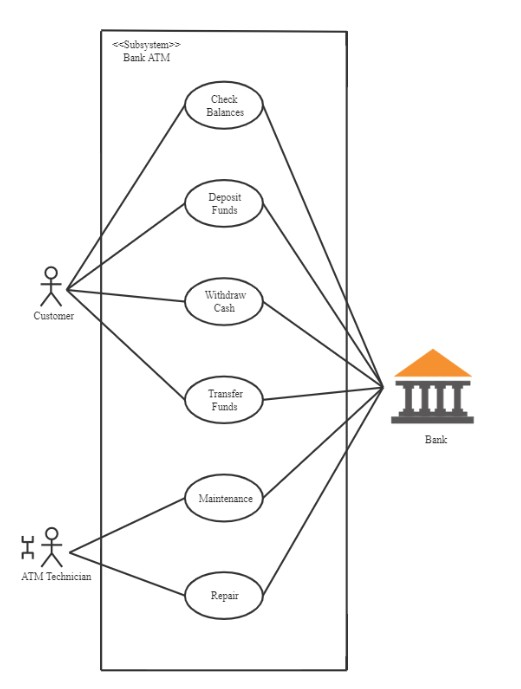 <<Subsystem>>
Bank ATM
Check
Balances
Deposit
Funds
Withdraw
Cash
Customer
Transfer
Funds
Bank
Maintenance
ATM Technician
Repair